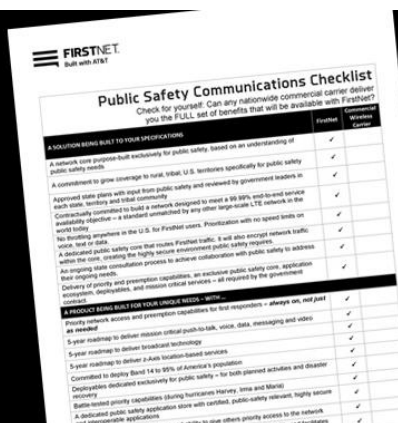 FIRSTNET
Built with AT&T
Public Safety Communications Checklist
Check for yourself: Can any nationwide commercial carrier deliver
you the FULL set of benefits that will be available with FirstNet?
A SOLUTION BEING BUILT TO YOUR SPECIFICATIONS
FirstNet
Commercial
Wireless
Carrier
A network core purpose-built exclusively for public safety, based on an understanding of
public safety needs
✓
A commitment to grow coverage to rural, tribal, U.S. territories specifically for public safety
✓
Approved state plans with input from public safety and reviewed by government leaders in
each state, territory and tribal community
✓
Contractually committed to build a network designed to meet a 99.99% end-to-end service
availability objective – a standard unmatched by any other large-scale LTE network in the
world today
✓
No throttling anywhere in the U.S. for FirstNet users. Prioritization with no speed limits on
voice, text or data.
✓
A dedicated public safety core that routes FirstNet traffic. It will also encrypt network traffic
within the core, creating the highly secure environment public safety requires.
✓
An ongoing state consultation process to achieve collaboration with public safety to address
their ongoing needs.
✓
Delivery of priority and preemption capabilities, an exclusive public safety core, application
ecosystem, deployables, and mission critical services – all required by the government
contract.
✓
A PRODUCT BEING BUILT FOR YOUR UNIQUE NEEDS – WITH ...
Priority network access and preemption capabilities for first responders – always on, not just
as needed
✓
5-year roadmap to deliver mission critical push-to-talk, voice, data, messaging and video
✓
5-year roadmap to deliver broadcast technology
✓
5-year roadmap to deliver z-Axis location-based services
✓
Committed to deploy Band 14 to 95% of America's population
✓
Deployables dedicated exclusively for public safety – for both planned activities and disaster
recovery
✓
Battle-tested priority capabilities (during hurricanes Harvey, Irma and Maria)
✓
A dedicated public safety application store with certified, public-safety relevant, highly secure
and interoperable applications
✓
to give others priority access to the network
✓